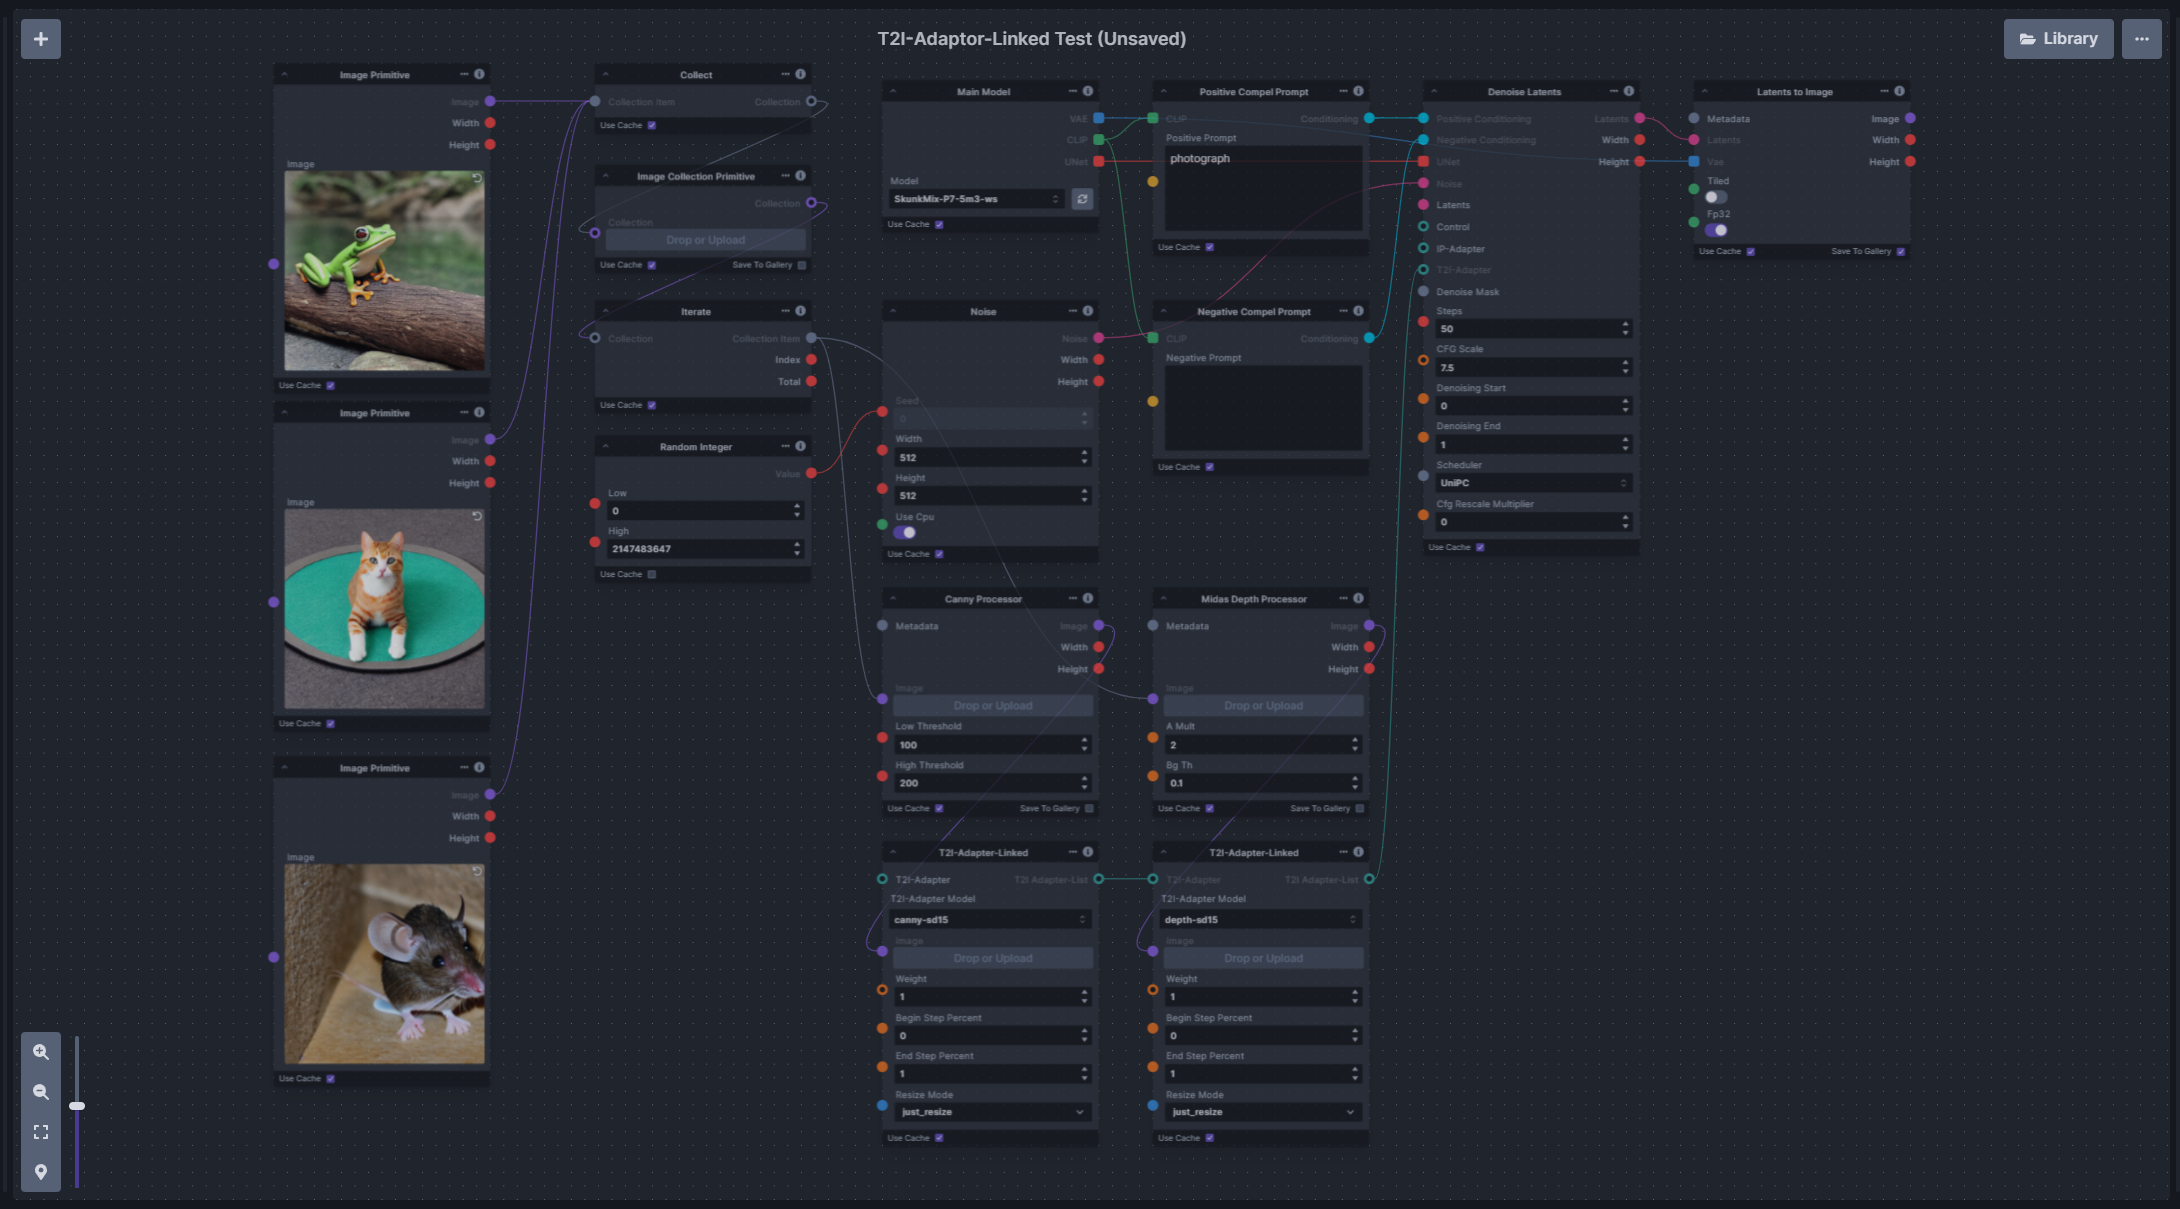 T2I-Adaptor-Linked Test (Unsaved)
Library
Image Primitive
Image
Width
Height
Image
Use Cache
Image Primitive
Image
Width
Height
Image
Use Cache
Image Primitive
Image
Width
Height
Image
Use Cache
Collect
Collection Item Collection
Use Cache
Image Collection Primitive
Collection
Collection
Drop or Upload
Use Cache Save To Gallery
Iterate
Collection Collection Item
Index
Total
Use Cache
Random Integer
Value
Low
0
High
2147483647
Use Cache
Main Model
VAE
CLIP
UNet
Model
SkunkMix-P7-5m3-ws
Use Cache
Noise
Noise
Width
Height
Seed
0
Width
512
Height
512
Use Cpu
Use Cache
Canny Processor
Metadata Image
Width
Height
Image
Drop or Upload
Low Threshold
100
High Threshold
200
Use Cache Save To Gallery
T2I-Adapter-Linked
T2I-Adapter T2I Adapter-List
T2I-Adapter Model
canny-sd15
Image
Drop or Upload
Weight
1
Begin Step Percent
0
End Step Percent
1
Resize Mode
just_resize
Use Cache
Positive Compel Prompt
CLIP Conditioning
Positive Prompt
photograph
Use Cache
Negative Compel Prompt
CLIP Conditioning
Negative Prompt
Use Cache
Midas Depth Processor
Metadata Image
Width
Height
Image
Drop or Upload
A Mult
2
Bg Th
0.1
Use Cache Save To Gallery
T2I-Adapter-Linked
T2I-Adapter T2I Adapter-List
T2I-Adapter Model
depth-sd15
Image
Drop or Upload
Weight
1
Begin Step Percent
0
End Step Percent
1
Resize Mode
just_resize
Use Cache
Denoise Latents
Positive Conditioning Latents
Negative Conditioning Width
UNet Height
Noise
Latents
Control
IP-Adapter
T2I-Adapter
Denoise Mask
Steps
50
CFG Scale
7.5
Denoising Start
0
Denoising End
1
Scheduler
UniPC
Cfg Rescale Multiplier
0
Use Cache
Latents to Image
Metadata Image
Latents Width
Vae Height
Tiled
Fp32
Use Cache Save To Gallery